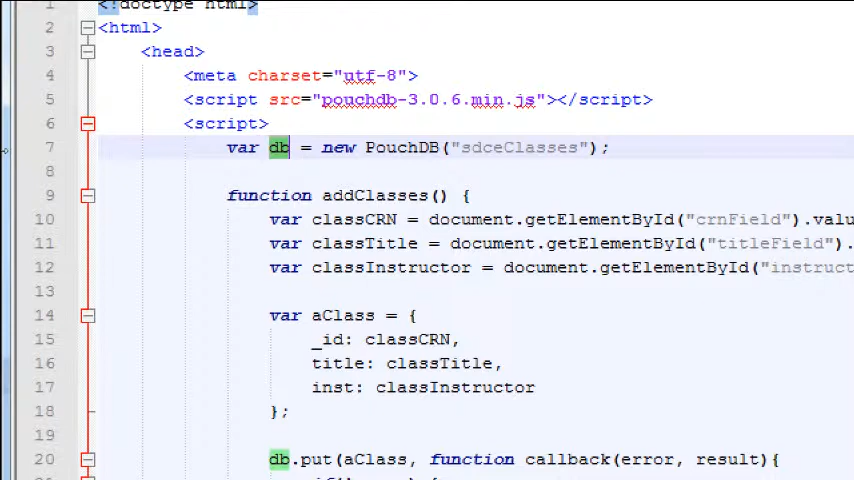 1 <!doctype html>
2 <html>
3 <head>
4 <meta charset="utf-8">
5 <script src="pouchdb-3.0.6.min.js"></script>
6 <script>
7 var db = new PouchDB("sdceClasses");
8
9 function addClasses() {
10 var classCRN = document.getElementById("crnField").valu
11 var classTitle = document.getElementById("titleField").
12 var classInstructor = document.getElementById("instruct
13
14 var aClass = {
15 _id: classCRN,
16 title: classTitle,
17 inst: classInstructor
18 };
19
20 db.put(aClass, function callback(error, result){